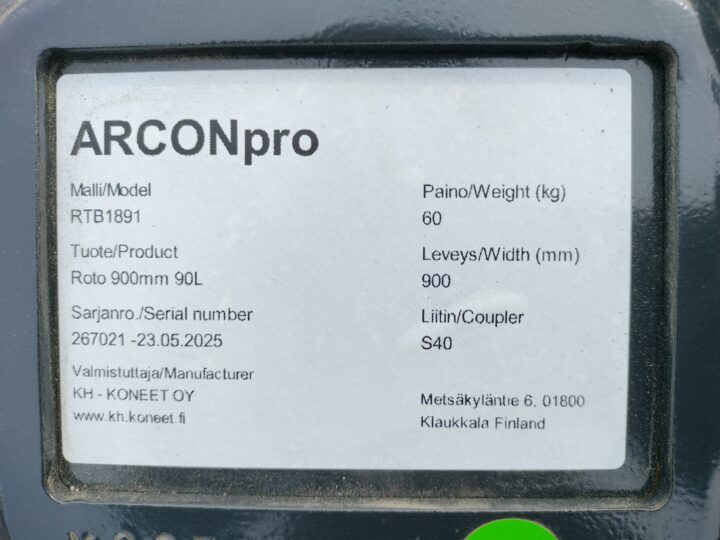 ARCONpro
Malli/Model
RTB1891
Paino/Weight (kg)
60
Tuote/Product
Roto 900mm 90L
Leveys/Width (mm)
900
Sarjanro./Serial number
267021 -23.05.2025
Liitin/Coupler
S40
Valmistuttaja/Manufacturer
KH - KONEET OY
www.kh.koneet.fi
Metsäkyläntie 6, 01800
Klaukkala Finland